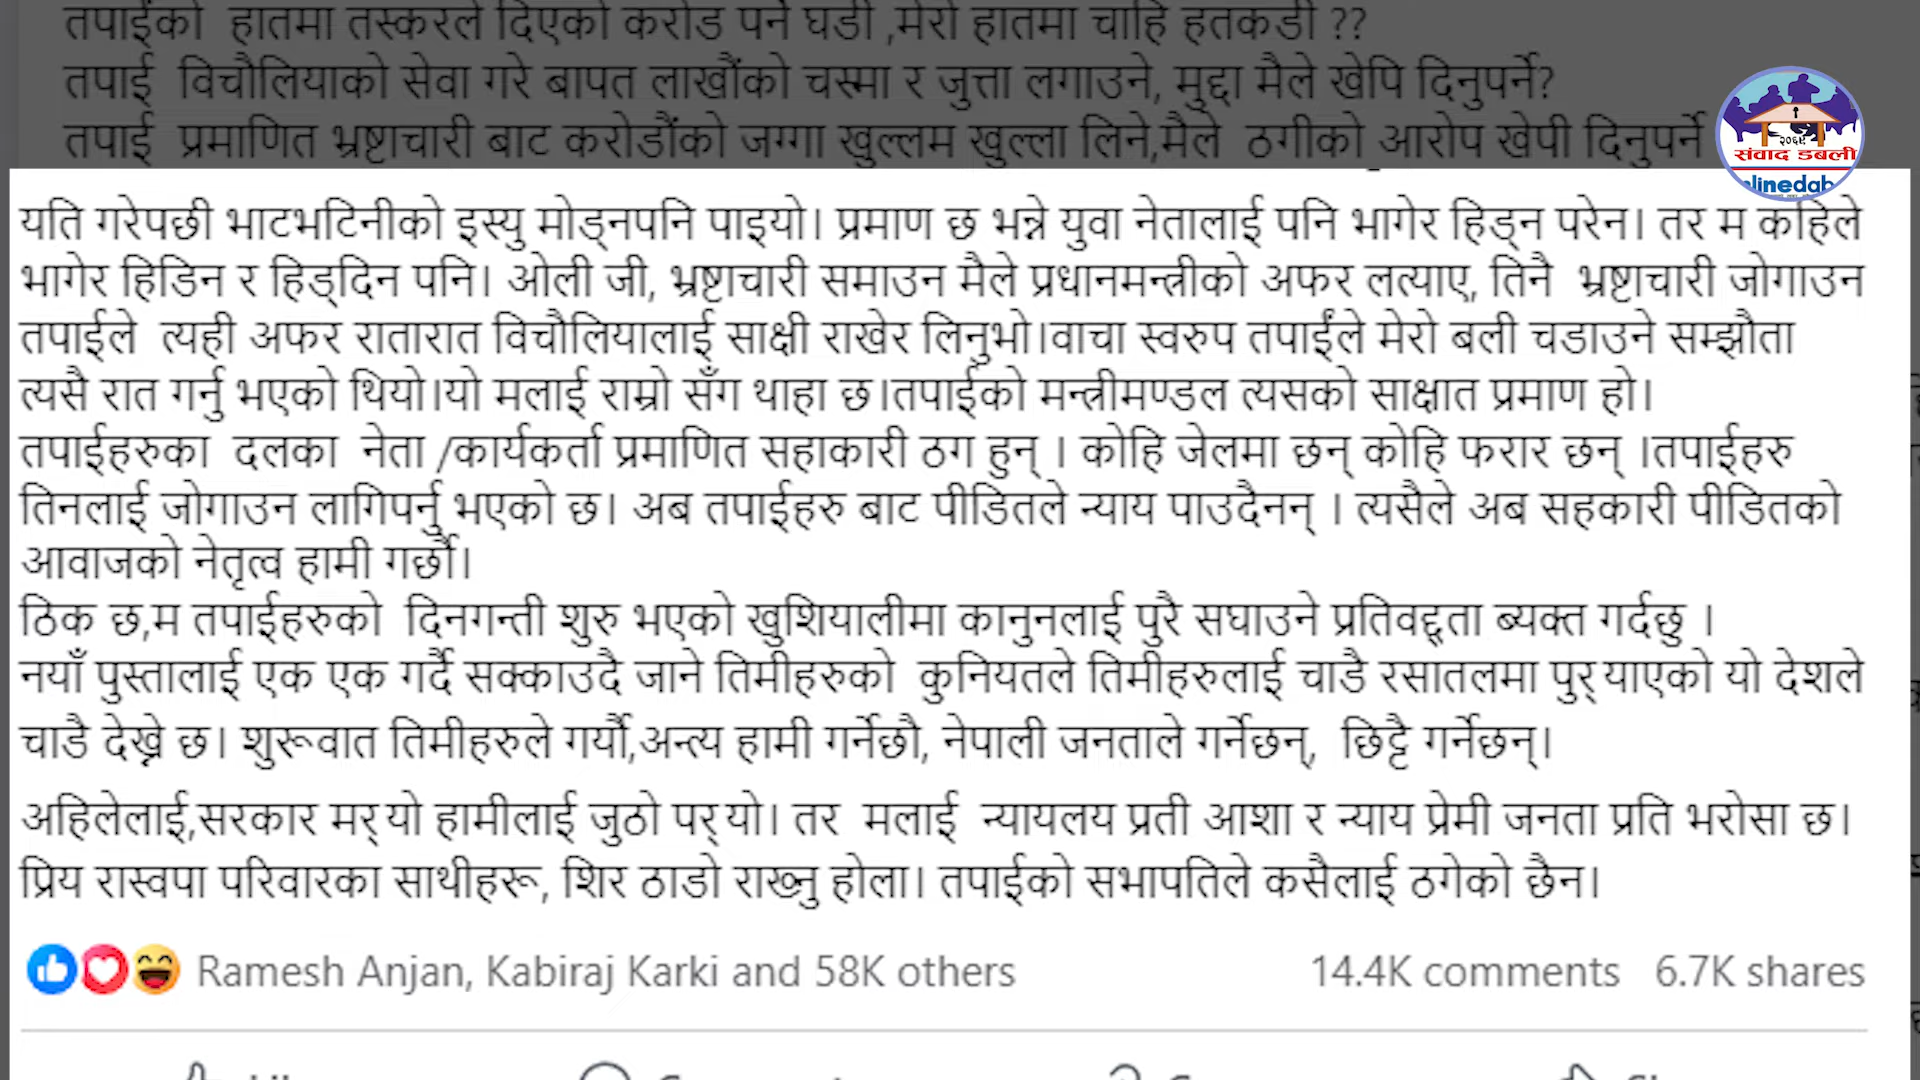 तपाईको हातमा तस्करले दिएको करोड पर्ने घडी ,मेरो हातमा चाहि हतकडी ??
तपाई विचौलियाको सेवा गरे बापत लाखौंको चस्मा र जुत्ता लगाउने, मुद्दा मैले खेपि दिनुपर्ने?
तपाई प्रमाणित भ्रष्टाचारी बाट करोडौंको जग्गा खुल्लम खुल्ला लिने,मैले ठगीको आरोप खेपी दिनुपर्ने
२०६५
संवाद डबली
यति गरेपछी भाटभटिनीको इस्यु मोड्नपनि पाइयो। प्रमाण छ भन्ने युवा नेतालाई पनि भागेर हिड्न परेन। तर म कहिले
भागेर हिडिन र हिड्दिन पनि। ओली जी, भ्रष्टाचारी समाउन मैले प्रधानमन्त्रीको अफर लत्याए, तिनै भ्रष्टाचारी जोगाउन
तपाईले त्यही अफर रातारात विचौलियालाई साक्षी राखेर लिनुभो।वाचा स्वरुप तपाईंले मेरो बली चडाउने सम्झौता
त्यसै रात गर्नु भएको थियो।यो मलाई राम्रो सँग थाहा छ।तपाईको मन्त्रीमण्डल त्यसको साक्षात प्रमाण हो।
तपाईहरुका दलका नेता /कार्यकर्ता प्रमाणित सहाकारी ठग हुन् । कोहि जेलमा छन् कोहि फरार छन् ।तपाईहरु
तिनलाई जोगाउन लागिपर्नु भएको छ। अब तपाईहरु बाट पीडितले न्याय पाउदैनन् । त्यसैले अब सहकारी पीडितको
आवाजको नेतृत्व हामी गर्छौं।
ठिक छ,म तपाईहरुको दिनगन्ती शुरु भएको खुशियालीमा कानुनलाई पुरै सघाउने प्रतिवद्द्ता ब्यक्त गर्दछु ।
नयाँ पुस्तालाई एक एक गर्दै सक्काउदै जाने तिमीहरुको कुनियतले तिमीहरुलाई चाडै रसातलमा पुर्‍याएको यो देशले
चाडै देख्ने छ। शुरूवात तिमीहरुले गर्यौ,अन्त्य हामी गर्नेछौ, नेपाली जनताले गर्नेछन्, छिट्टै गर्नेछन्।
अहिलेलाई,सरकार मर्‍यो हामीलाई जुठो पर्‍यो। तर मलाई न्यायलय प्रती आशा र न्याय प्रेमी जनता प्रति भरोसा छ।
प्रिय रास्वपा परिवारका साथीहरू, शिर ठाडो राख्नु होला। तपाईको सभापतिले कसैलाई ठगेको छैन।
Ramesh Anjan, Kabiraj Karki and 58K others 14.4K comments 6.7K shares